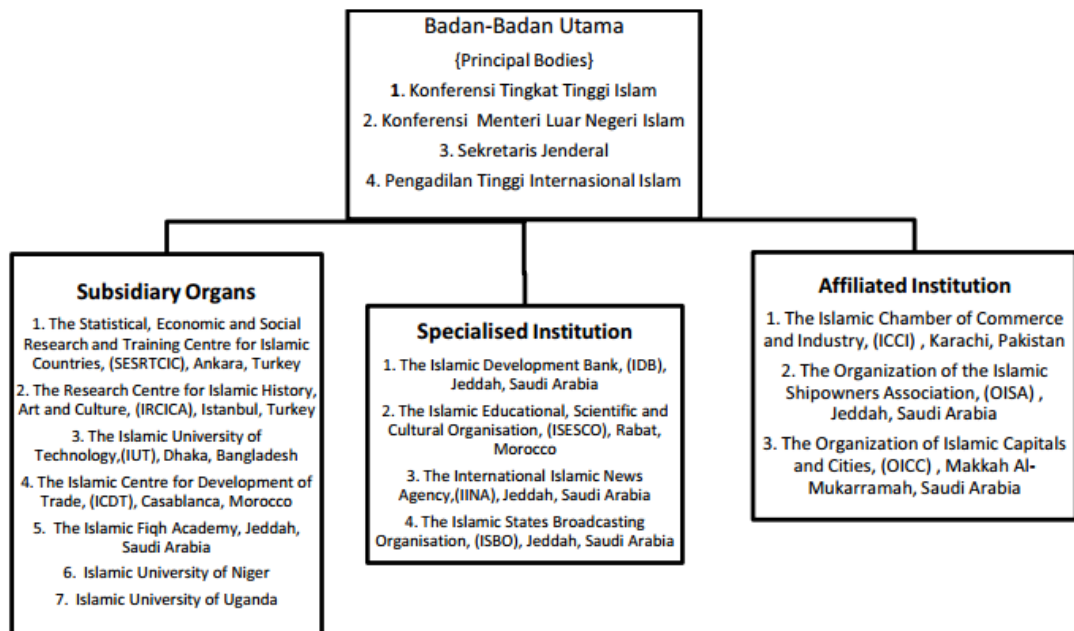 Badan-Badan Utama
{Principal Bodies}
1. Konferensi Tingkat Tinggi Islam
2. Konferensi Menteri Luar Negeri Islam
3. Sekretaris Jenderal
4. Pengadilan Tinggi Internasional Islam
Subsidiary Organs
1. The Statistical, Economic and Social
Research and Training Centre for Islamic
Countries, (SESRTCIC), Ankara, Turkey
2. The Research Centre for Islamic History,
Art and Culture, (IRCICA), Istanbul, Turkey
3. The Islamic University of
Technology,(IUT), Dhaka, Bangladesh
4. The Islamic Centre for Development of
Trade, (ICDT), Casablanca, Morocco
5. The Islamic Fiqh Academy, Jeddah,
Saudi Arabia
6. Islamic University of Niger
7. Islamic University of Uganda
Specialised Institution
1. The Islamic Development Bank, (IDB),
Jeddah, Saudi Arabia
2. The Islamic Educational, Scientific and
Cultural Organisation, (ISESCO), Rabat,
Morocco
3. The International Islamic News
Agency,(IINA), Jeddah, Saudi Arabia
4. The Islamic States Broadcasting
Organisation, (ISBO), Jeddah, Saudi Arabia
Affiliated Institution
1. The Islamic Chamber of Commerce
and Industry, (ICCI) , Karachi, Pakistan
2. The Organization of the Islamic
Shipowners Association, (OISA) ,
Jeddah, Saudi Arabia
3. The Organization of Islamic Capitals
and Cities, (OICC) , Makkah Al-
Mukarramah, Saudi Arabia